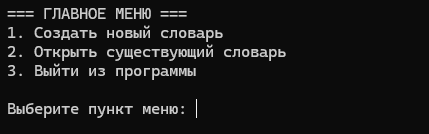 === ГЛАВНОЕ МЕНЮ ===
1. Создать новый словарь
2. Открыть существующий словарь
3. Выйти из программы
Выберите пункт меню: